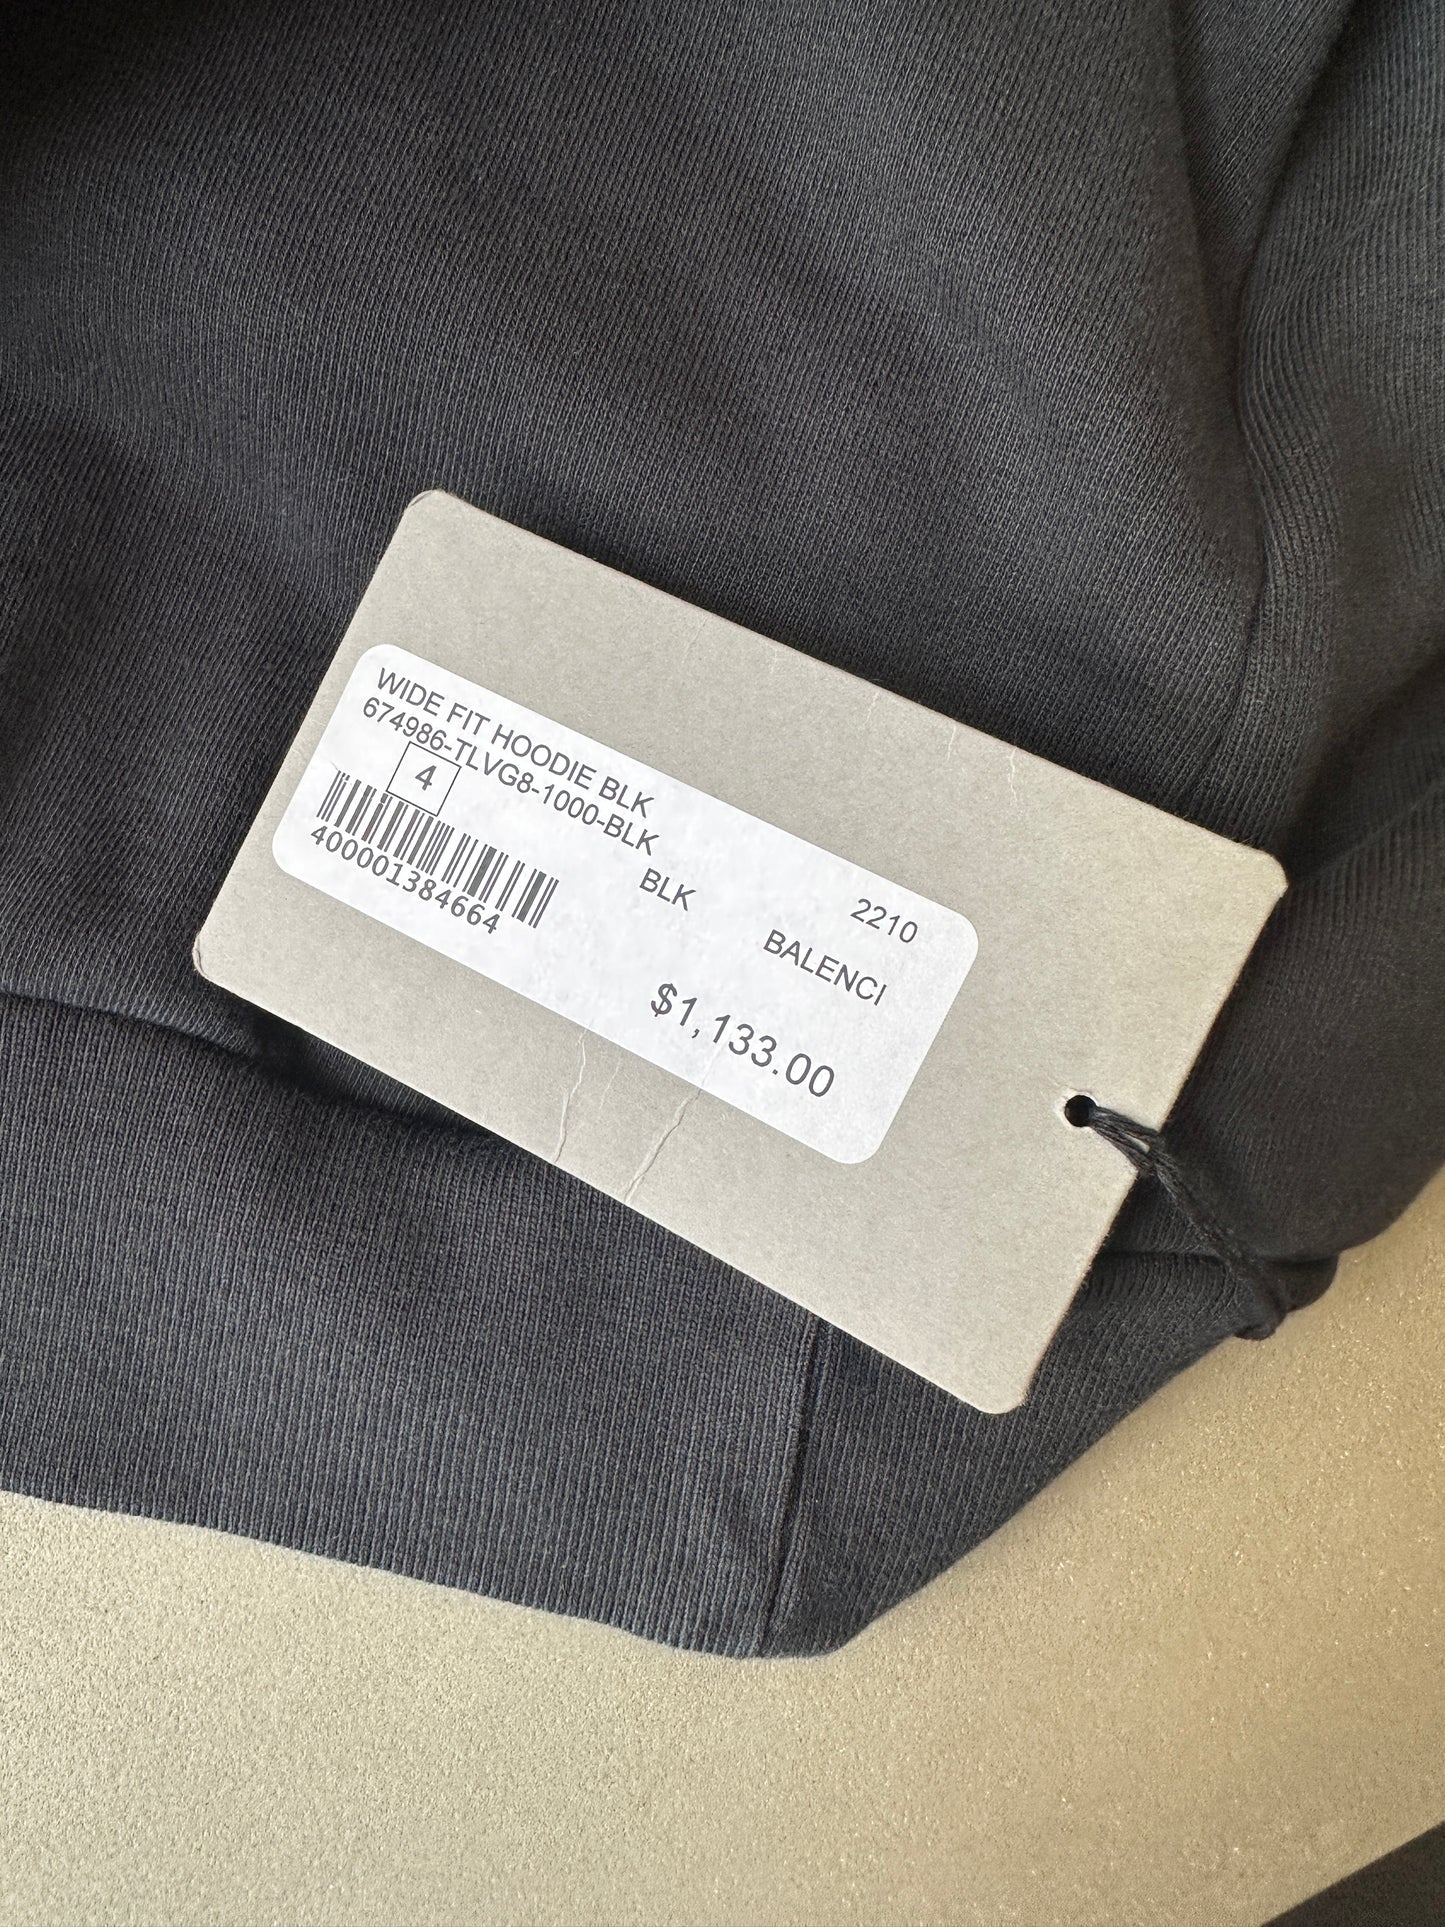 WIDE FIT HOODIE BLK
674986-TLVG8-1000-BLK
4
BLK
2210
400001384664
BALENCI
$1,133.00